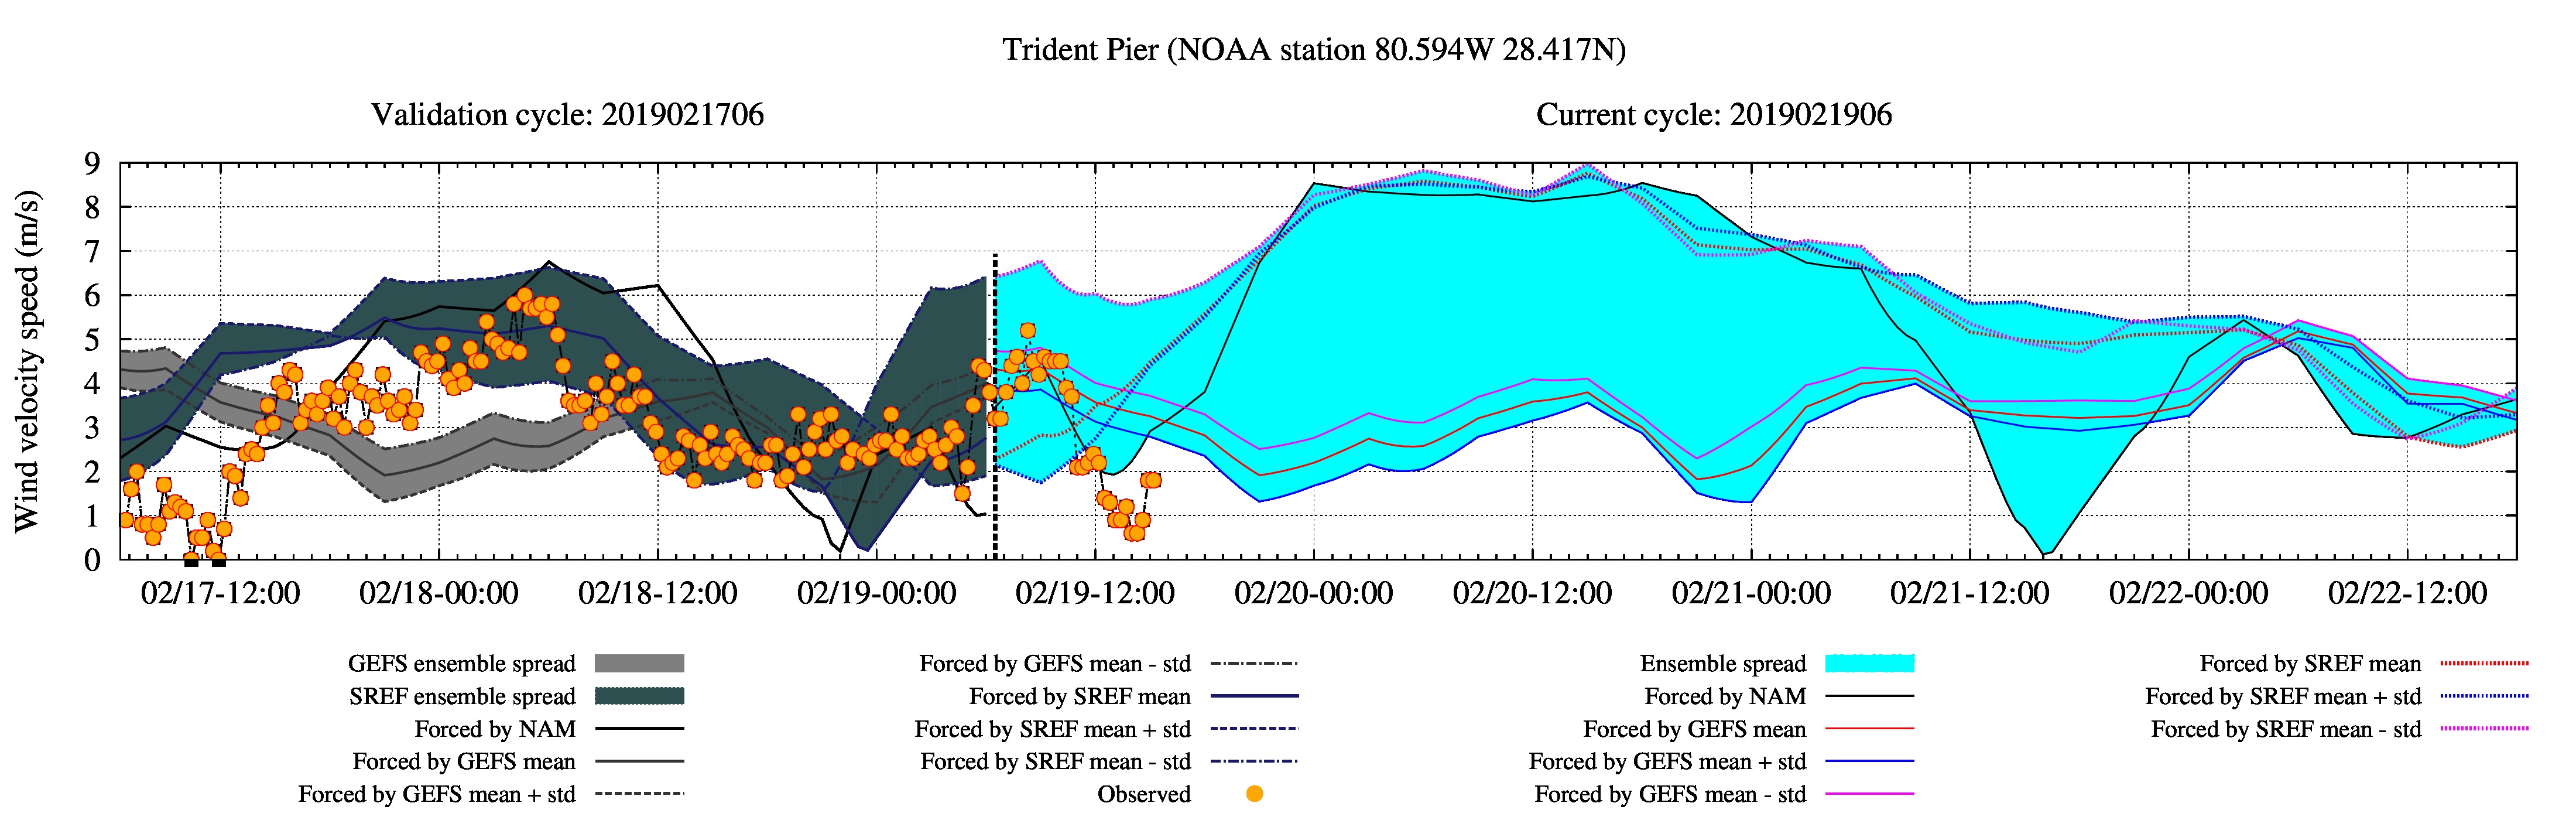 Trident Pier (NOAA station 80.594W 28.417N)
Validation cycle: 2019021706
Current cycle: 2019021906
Wind velocity speed (m/s)
9
8
7
6
5
4
3
2
1
0
02/17-12:00
02/18-00:00
02/18-12:00
02/19-00:00
02/19-12:00
02/20-00:00
02/20-12:00
02/21-00:00
02/21-12:00
02/22-00:00
02/22-12:00
GEFS ensemble spread
SREF ensemble spread
Forced by NAM
Forced by GEFS mean
Forced by GEFS mean + std
Forced by GEFS mean - std
Forced by SREF mean
Forced by SREF mean + std
Forced by SREF mean - std
Observed
Ensemble spread
Forced by NAM
Forced by GEFS mean
Forced by GEFS mean + std
Forced by GEFS mean - std
Forced by SREF mean
Forced by SREF mean + std
Forced by SREF mean - std